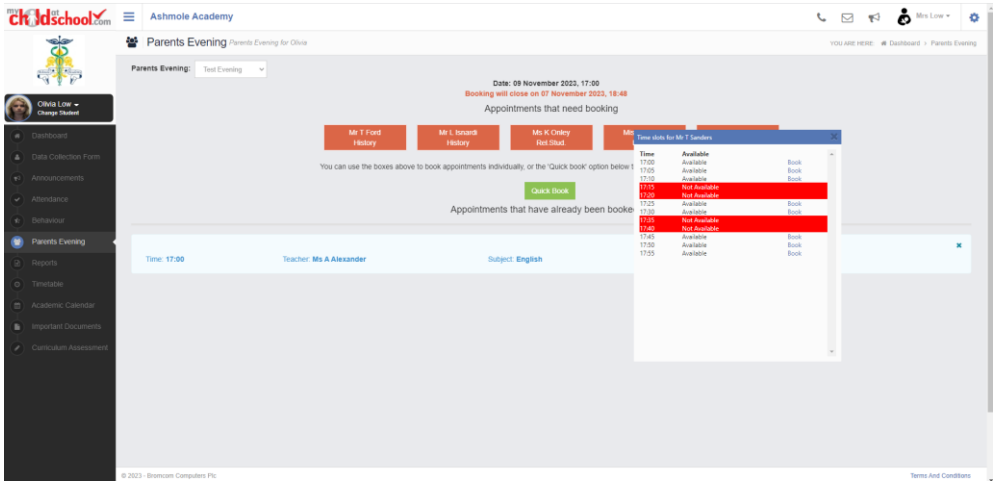 my child at school.com
Ashmole Academy
Mrs Low
Parents Evening Parents Evening for Olivia
YOU ARE HERE: Dashboard > Parents Evening
Olivia Low
Change Student
Dashboard
Data Collection Form
Announcements
Attendance
Behaviour
Parents Evening
Reports
Timetable
Academic Calendar
Important Documents
Curriculum Assessment
Parents Evening: Test Evening
Date: 09 November 2023, 17:00
Booking will close on 07 November 2023, 18:48
Appointments that need booking
Mr T Ford
History
Mr L Isnardi
History
Ms K Onley
Rel.Stud.
Ms
You can use the boxes above to book appointments individually, or the 'Quick book' option below t
Quick Book
Appointments that have already been booke
Time: 17:00 Teacher: Ms A Alexander Subject: English
Time slots for Mr T Sanders
Time Available
17:00 Available Book
17:05 Available Book
17:10 Available Book
17:15 Not Available
17:20 Not Available
17:25 Available Book
17:30 Available Book
17:35 Not Available
17:40 Not Available
17:45 Available Book
17:50 Available Book
17:55 Available Book
© 2023 - Bromcom Computers Plc
Terms And Conditions